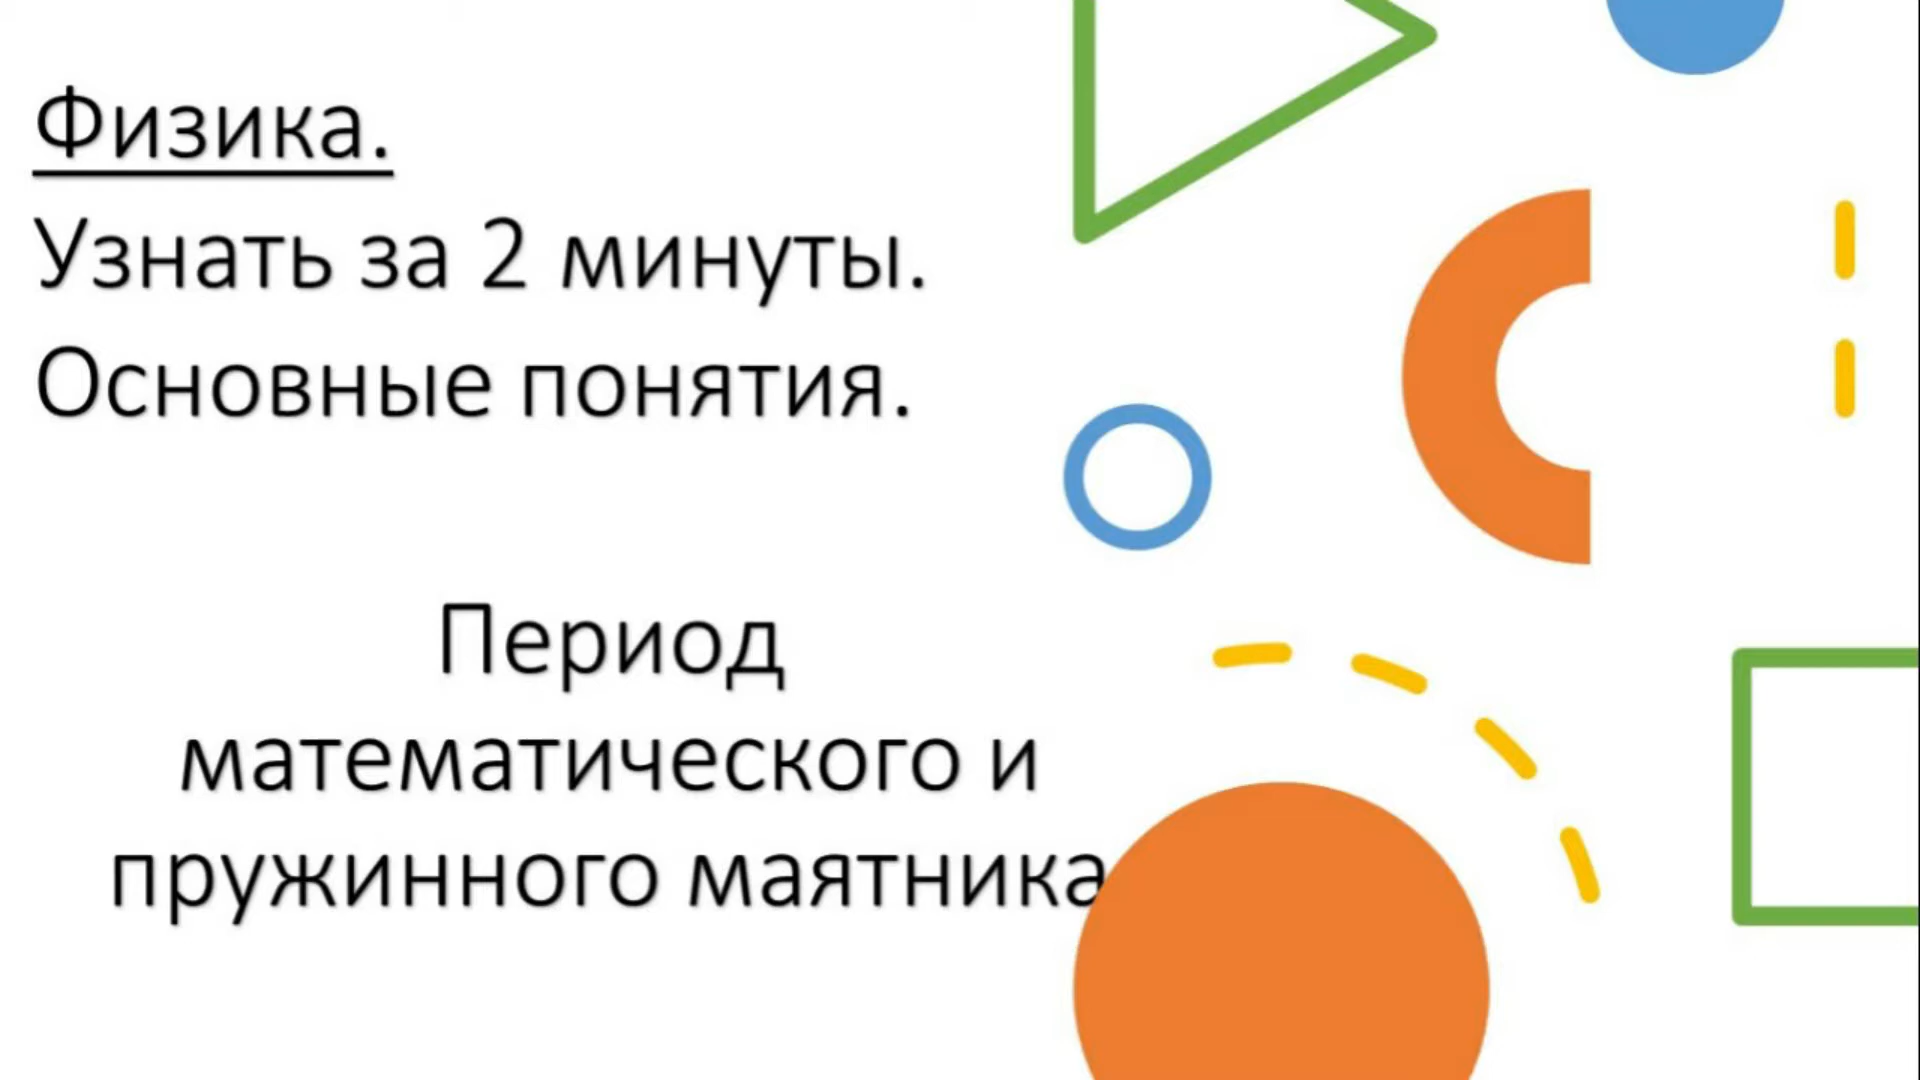 Физика.
Узнать за 2 минуты.
Основные понятия.
Период
математического и
пружинного маятника